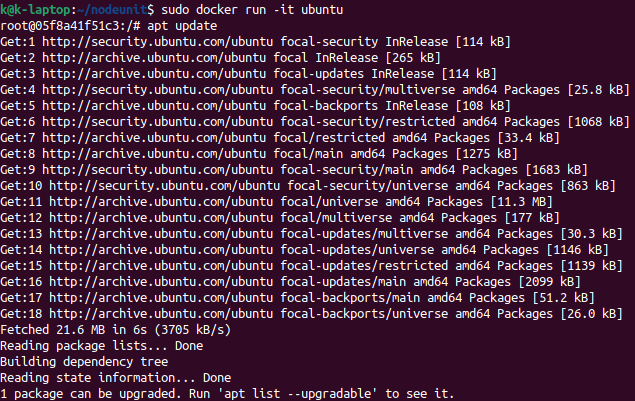 k@k-laptop:~/nodeunit$ sudo docker run -it ubuntu
root@05f8a41f51c3:/# apt update
Get:1 http://security.ubuntu.com/ubuntu focal-security InRelease [114 kB]
Get:2 http://archive.ubuntu.com/ubuntu focal InRelease [265 kB]
Get:3 http://archive.ubuntu.com/ubuntu focal-updates InRelease [114 kB]
Get:4 http://security.ubuntu.com/ubuntu focal-security/multiverse amd64 Packages [25.8 kB]
Get:5 http://archive.ubuntu.com/ubuntu focal-backports InRelease [108 kB]
Get:6 http://security.ubuntu.com/ubuntu focal-security/restricted amd64 Packages [1068 kB]
Get:7 http://archive.ubuntu.com/ubuntu focal/restricted amd64 Packages [33.4 kB]
Get:8 http://archive.ubuntu.com/ubuntu focal/main amd64 Packages [1275 kB]
Get:9 http://security.ubuntu.com/ubuntu focal-security/main amd64 Packages [1683 kB]
Get:10 http://security.ubuntu.com/ubuntu focal-security/universe amd64 Packages [863 kB]
Get:11 http://archive.ubuntu.com/ubuntu focal/universe amd64 Packages [11.3 MB]
Get:12 http://archive.ubuntu.com/ubuntu focal/multiverse amd64 Packages [177 kB]
Get:13 http://archive.ubuntu.com/ubuntu focal-updates/multiverse amd64 Packages [30.3 kB]
Get:14 http://archive.ubuntu.com/ubuntu focal-updates/universe amd64 Packages [1146 kB]
Get:15 http://archive.ubuntu.com/ubuntu focal-updates/restricted amd64 Packages [1139 kB]
Get:16 http://archive.ubuntu.com/ubuntu focal-updates/main amd64 Packages [2099 kB]
Get:17 http://archive.ubuntu.com/ubuntu focal-backports/main amd64 Packages [51.2 kB]
Get:18 http://archive.ubuntu.com/ubuntu focal-backports/universe amd64 Packages [26.0 kB]
Fetched 21.6 MB in 6s (3705 kB/s)
Reading package lists... Done
Building dependency tree
Reading state information... Done
1 package can be upgraded. Run 'apt list --upgradable' to see it.